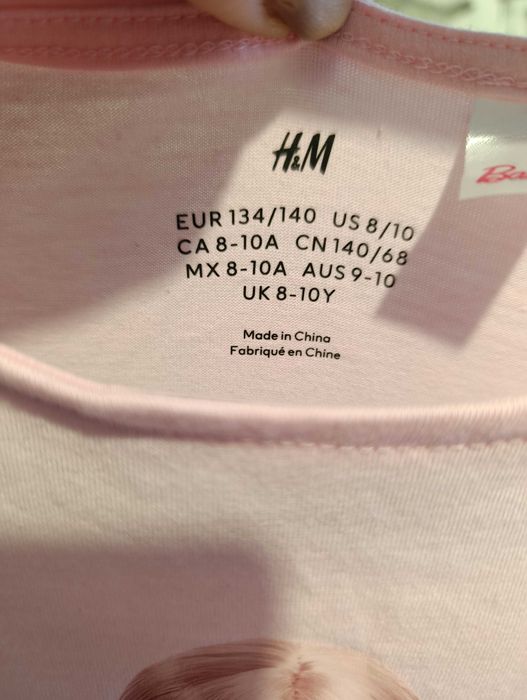 H&M
EUR 134/140 US 8/10
CA 8-10A CN 140/68
MX 8-10A AUS 9-10
UK 8-10Y
Made in China
Fabriqué en Chine